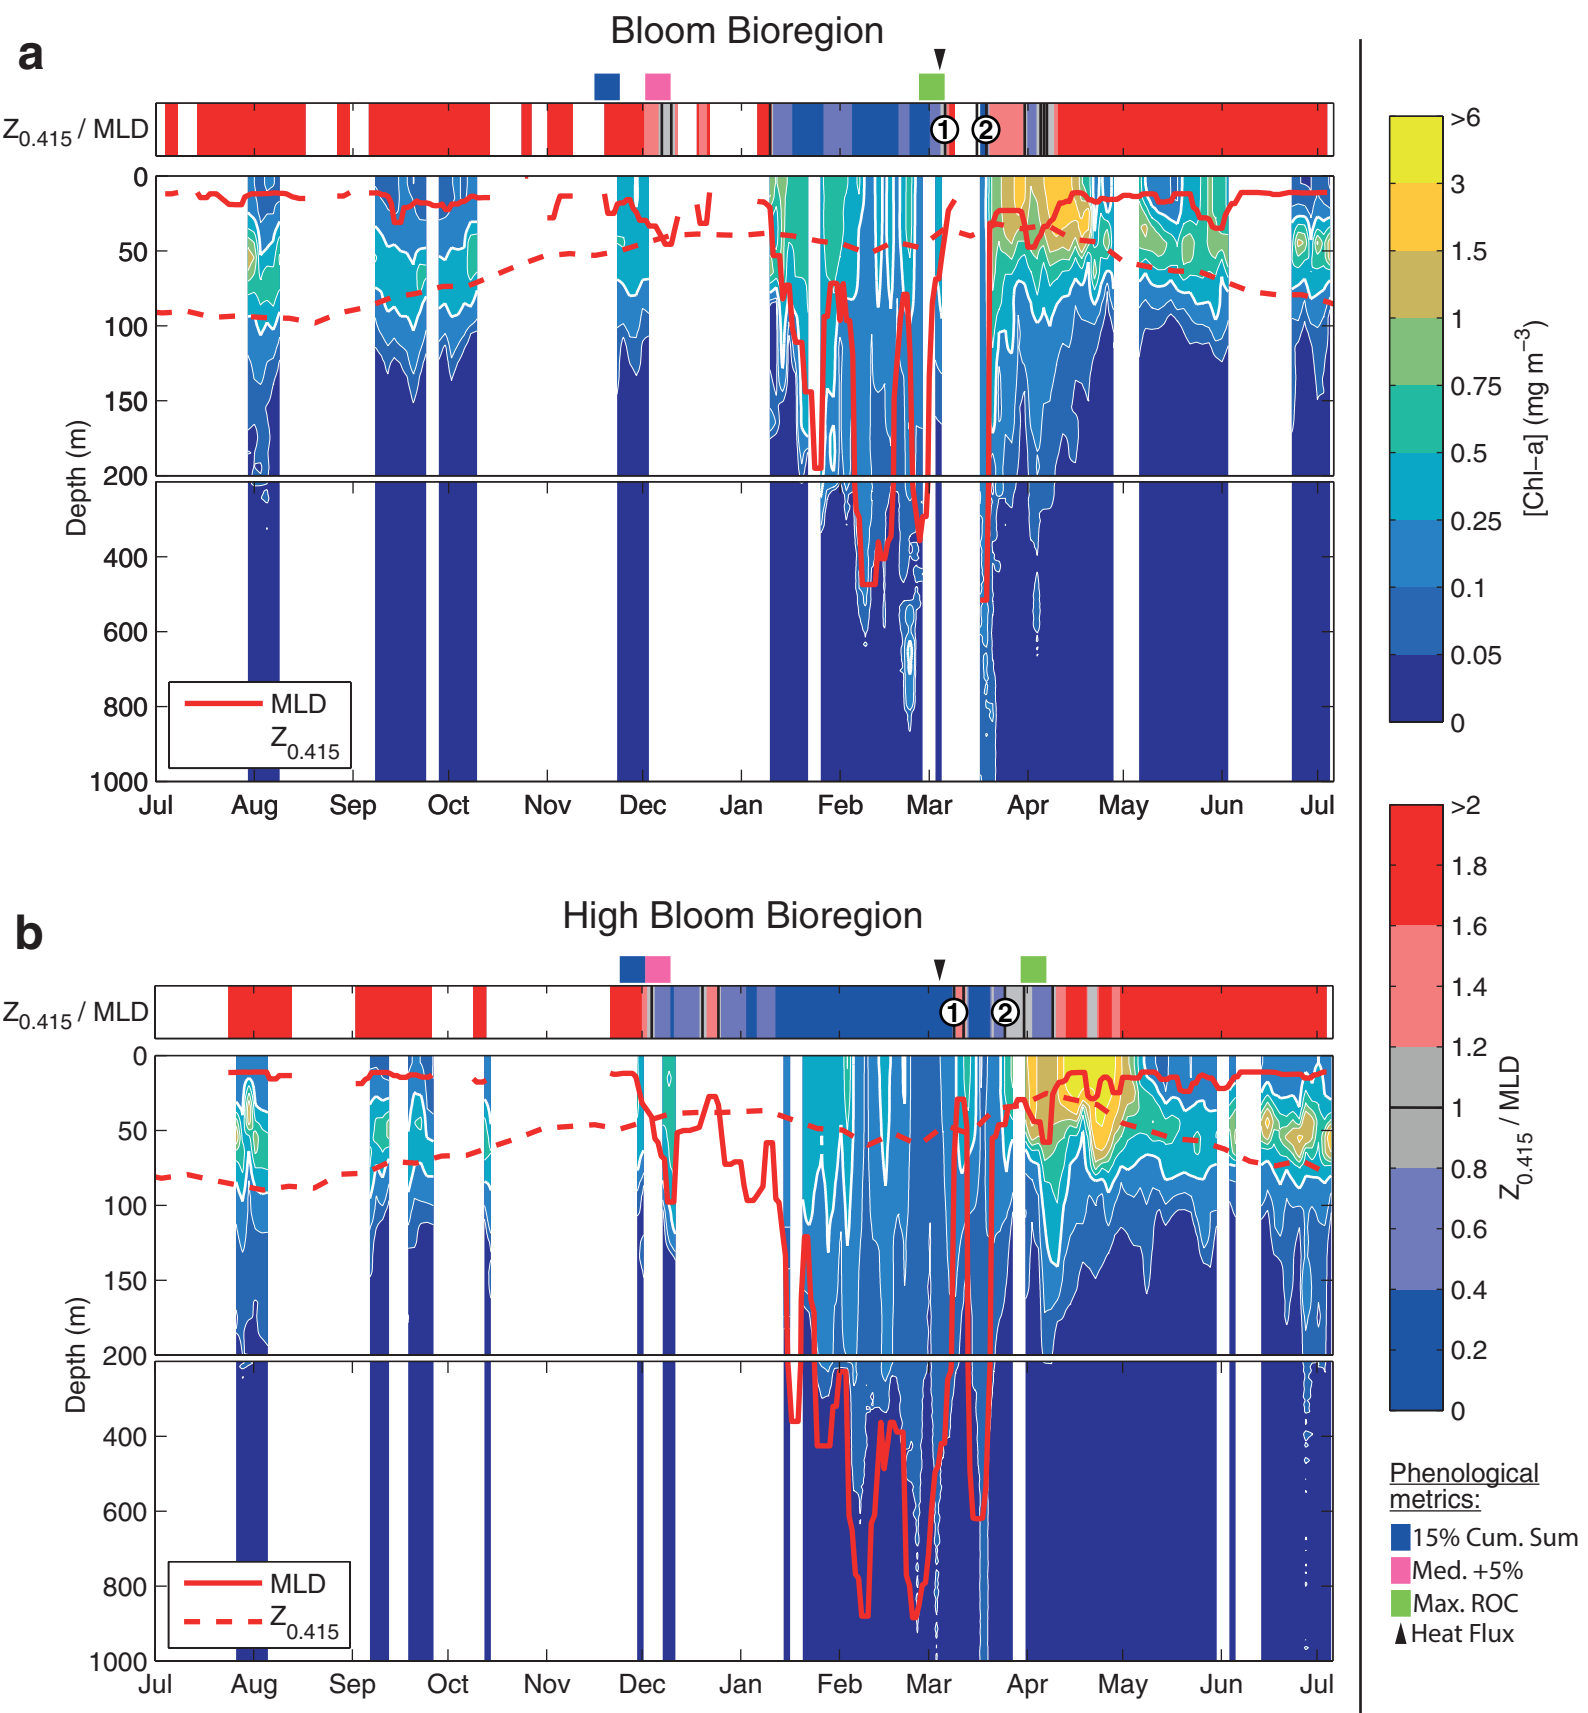 Bloom Bioregion
a
Z0.415 / MLD
1 2
0
50
100
150
200
400
600
800
1000
Depth (m)
MLD
Z0.415
Jul Aug Sep Oct Nov Dec Jan Feb Mar Apr May Jun Jul
High Bloom Bioregion
b
Z0.415 / MLD
1 2
0
50
100
150
200
400
600
800
1000
Depth (m)
MLD
Z0.415
Jul Aug Sep Oct Nov Dec Jan Feb Mar Apr May Jun Jul
>6
3
1.5
1
0.75
0.5
0.25
0.1
0.05
0
[Chl–a] (mg m−3)
>2
1.8
1.6
1.4
1.2
1
0.8
0.6
0.4
0.2
0
Z0.415 / MLD
Phenological
metrics:
15% Cum. Sum
Med. +5%
Max. ROC
Heat Flux